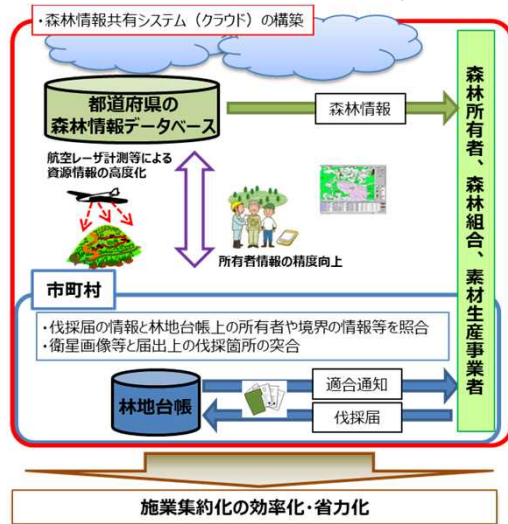 ・森林情報共有システム（クラウド）の構築
都道府県の
森林情報データベース
森林情報
航空レーザ計測等による
資源情報の高度化
所有者情報の精度向上
森林所有者、森林組合、素材生産事業者
市町村
・伐採届の情報と林地台帳上の所有者や境界の情報等を照合
・衛星画像等と届出上の伐採箇所の突合
林地台帳
適合通知
伐採届
施業集約化の効率化・省力化